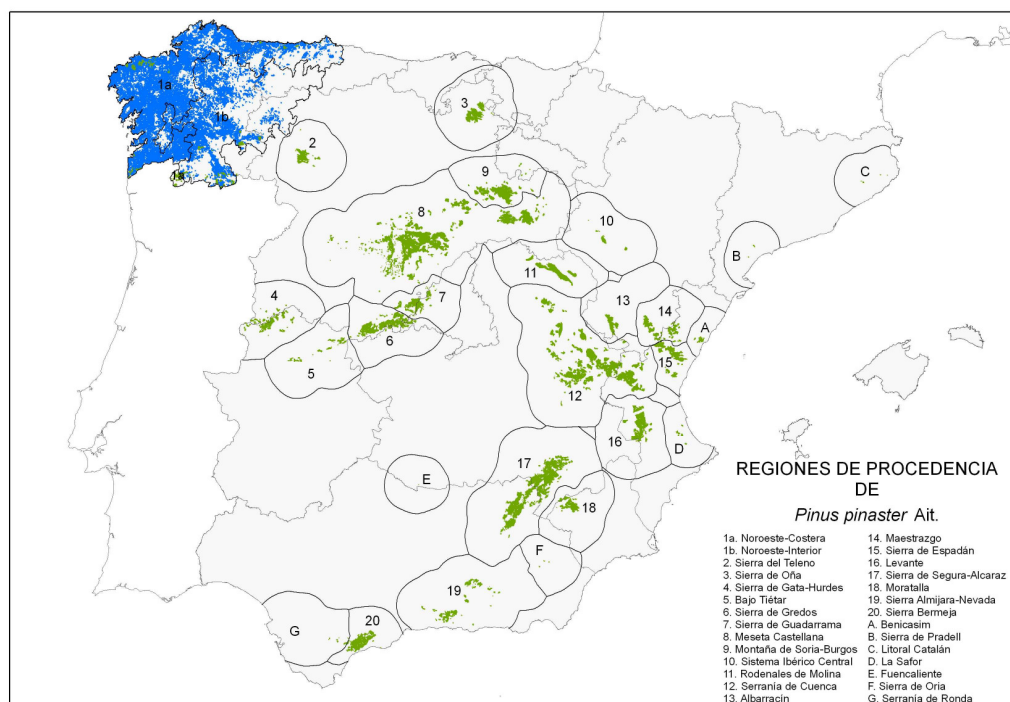 1a
1b
1a
2
3
9
8
10
C
B
11
7
4
6
5
13
14
A
15
12
16
D
17
E
18
F
19
20
G
REGIONES DE PROCEDENCIA
DE
Pinus pinaster Ait.
1a. Noroeste-Costera
1b. Noroeste-Interior
2. Sierra del Teleno
3. Sierra de Oña
4. Sierra de Gata-Hurdes
5. Bajo Tiétar
6. Sierra de Gredos
7. Sierra de Guadarrama
8. Meseta Castellana
9. Montaña de Soria-Burgos
10. Sistema Ibérico Central
11. Rodenales de Molina
12. Serranía de Cuenca
13. Albarracín
14. Maestrazgo
15. Sierra de Espadán
16. Levante
17. Sierra de Segura-Alcaraz
18. Moratalla
19. Sierra Almijara-Nevada
20. Sierra Bermeja
A. Benicasim
B. Sierra de Pradell
C. Litoral Catalán
D. La Safor
E. Fuencaliente
F. Sierra de Oria
G. Serranía de Ronda